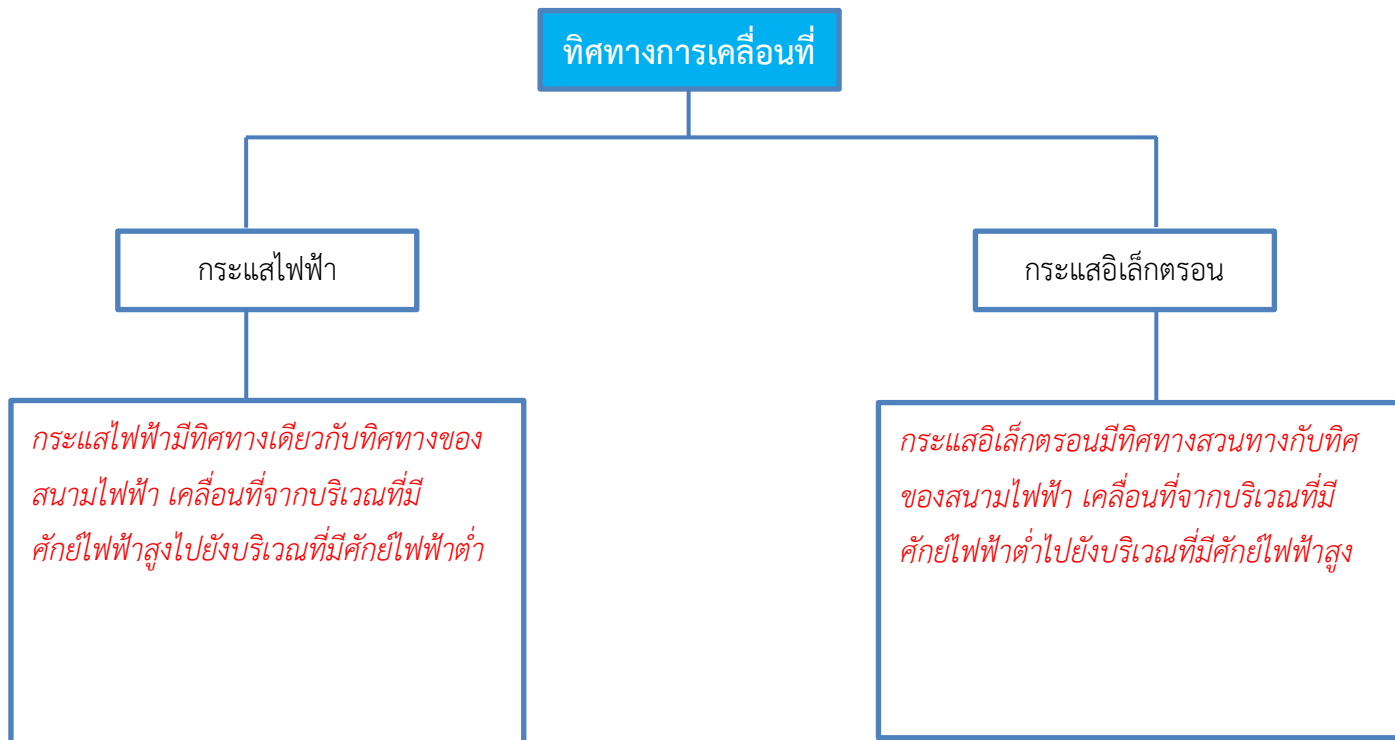 ทิศทางการเคลื่อนที่
กระแสไฟฟ้า
กระแสอิเล็กตรอน
กระแสไฟฟ้ามีทิศทางเดียวกับทิศทางของ
สนามไฟฟ้า เคลื่อนที่จากบริเวณที่มี
ศักย์ไฟฟ้าสูงไปยังบริเวณที่มีศักย์ไฟฟ้าต่ำ
กระแสอิเล็กตรอนมีทิศทางสวนทางกับทิศ
ของสนามไฟฟ้า เคลื่อนที่จากบริเวณที่มี
ศักย์ไฟฟ้าต่ำไปยังบริเวณที่มีศักย์ไฟฟ้าสูง